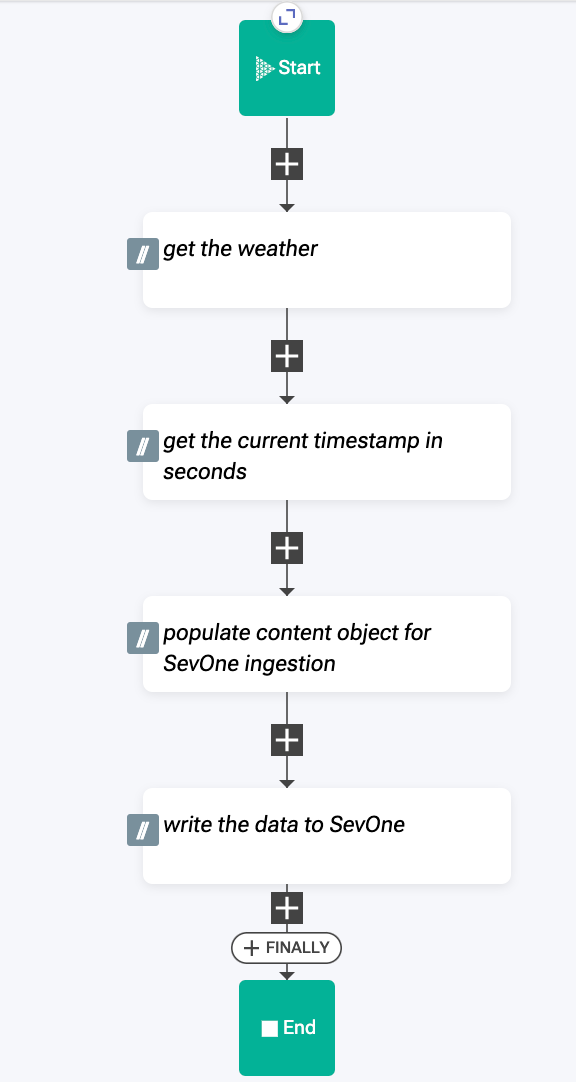 Start
get the weather
get the current timestamp in
seconds
populate content object for
SevOne ingestion
write the data to SevOne
+ FINALLY
End